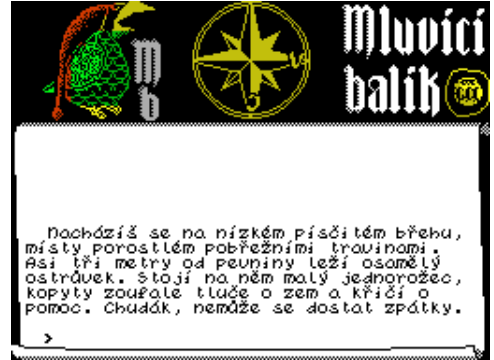 Mluvící
balík
mb
Nacházíš se na nízkém písčitém břehu,
místy porostlém pobřežními travinami.
Asi tři metry od pevniny leží osamělý
ostrůvek. Stojí na něm malý jednorožec,
kopyty zoufale tluče o zem a křičí o
pomoc. Chudák, nemůže se dostat zpátky.
>